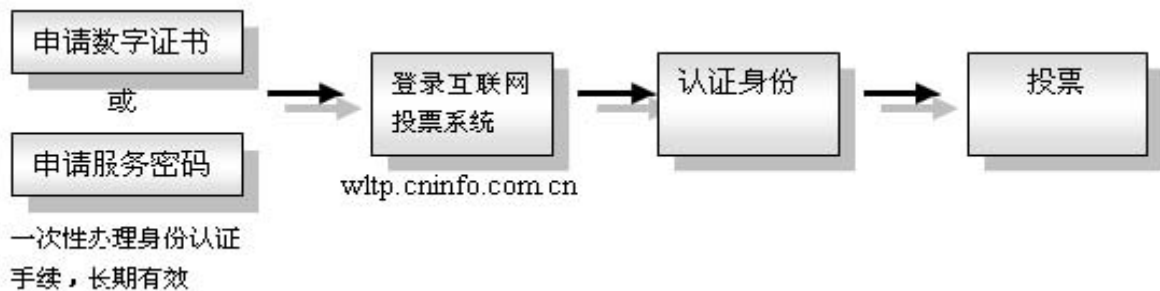 申请数字证书
或
申请服务密码
一次性办理身份认证
手续，长期有效
登录互联网
投票系统
wltp.cninfo.com.cn
认证身份
投票